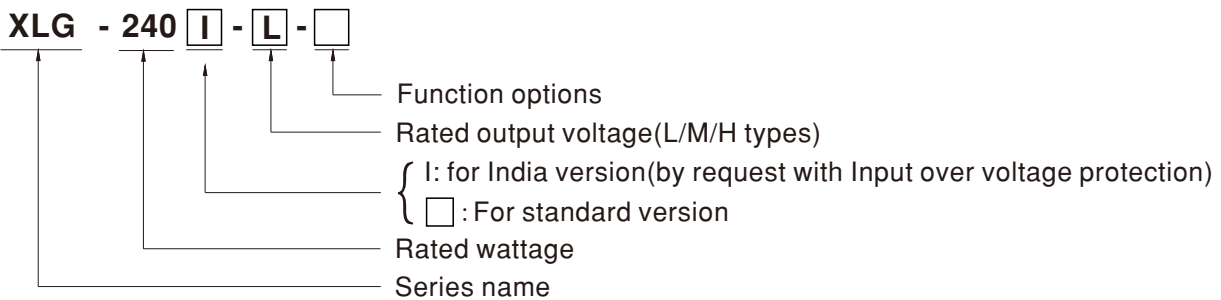 XLG - 240 I - L - □
Function options
Rated output voltage(L/M/H types)
I: for India version(by request with Input over voltage protection)
□ : For standard version
Rated wattage
Series name